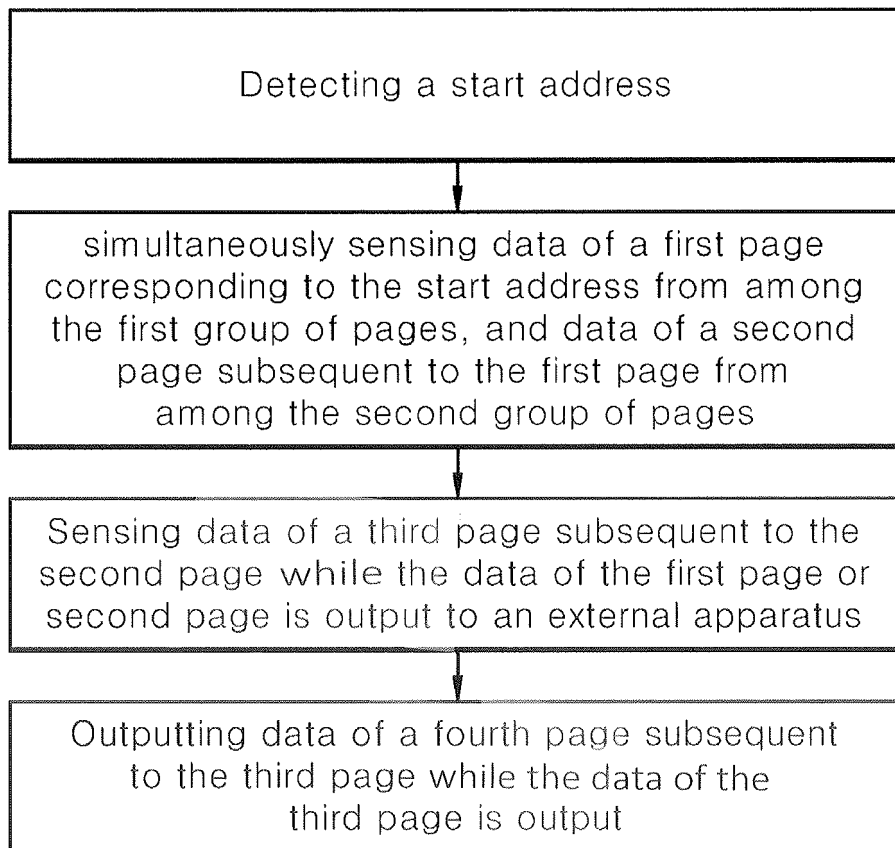 Detecting a start address
simultaneously sensing data of a first page
corresponding to the start address from among
the first group of pages, and data of a second
page subsequent to the first page from
among the second group of pages
Sensing data of a third page subsequent to the
second page while the data of the first page or
second page is output to an external apparatus
Outputting data of a fourth page subsequent
to the third page while the data of the
third page is output